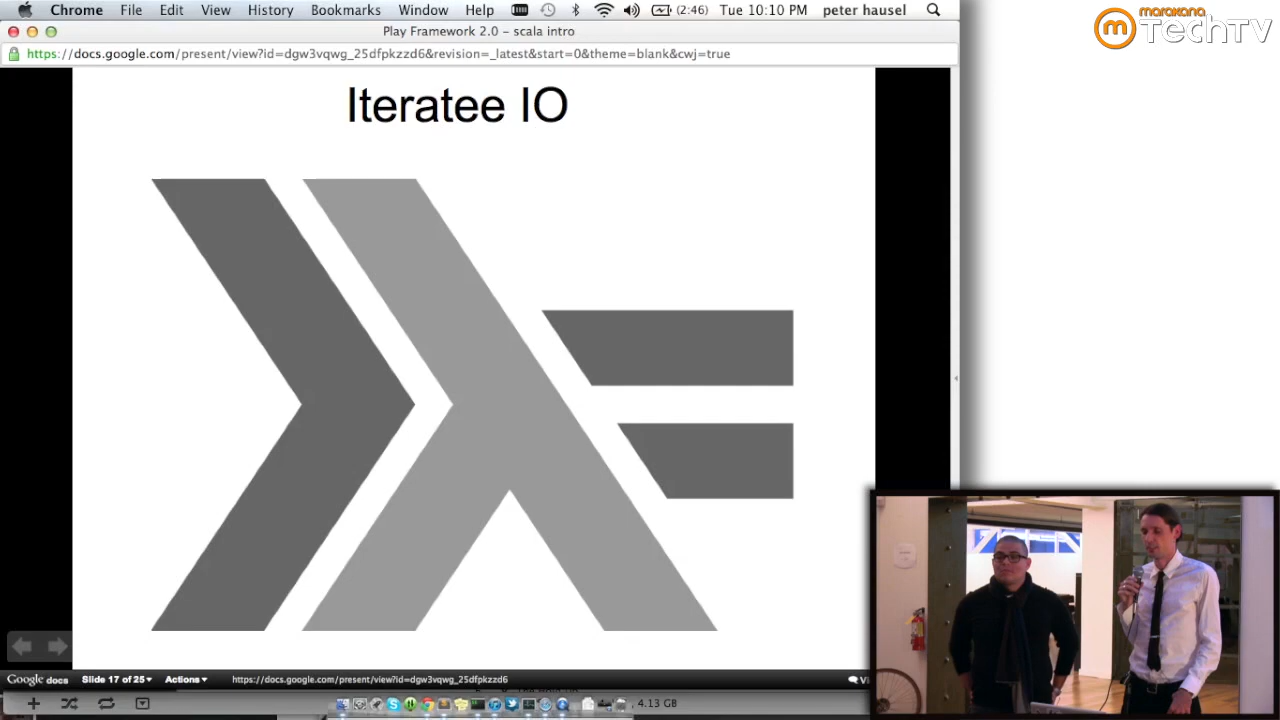 Chrome File Edit View History Bookmarks Window Help (2:46) Tue 10:10 PM peter hausel
marakana
TechTV
Play Framework 2.0 – scala intro
https://docs.google.com/present/view?id=dgw3vqwg_25dfpkzzd6&revision=_latest&start=0&theme=blank&cwj=true
Iteratee IO
Google docs Slide 17 of 25 Actions https://docs.google.com/present/view?id=dgw3vqwg_25dfpkzzd6
4.13 GB